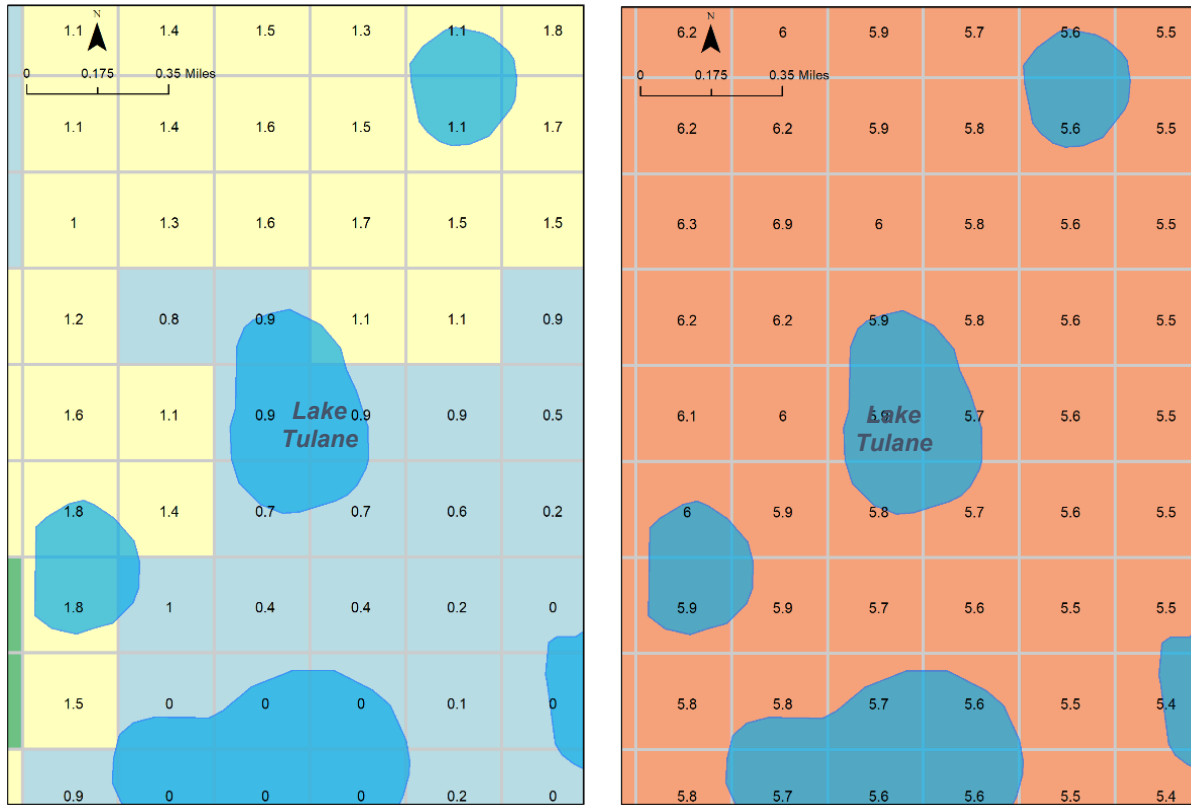 1.1 1.4 1.5 1.3 1.1 1.8
N
0 0.175 0.35 Miles
1.1 1.4 1.6 1.5 1.1 1.7
1 1.3 1.6 1.7 1.5 1.5
1.2 0.8 0.9 1.1 1.1 0.9
1.6 1.1 0.9 0.9 0.9 0.5
Lake
Tulane
1.8 1.4 0.7 0.7 0.6 0.2
1.8 1 0.4 0.4 0.2 0
1.5 0 0 0 0.1 0
0.9 0 0 0 0.2 0
6.2 6 5.9 5.7 5.6 5.5
N
0 0.175 0.35 Miles
6.2 6.2 5.9 5.8 5.6 5.5
6.3 6.9 6 5.8 5.6 5.5
6.2 6.2 5.9 5.8 5.6 5.5
6.1 6 5.7 5.6 5.5
Lake
Tulane
6 5.9 5.8 5.7 5.6 5.5
5.9 5.9 5.7 5.6 5.5 5.5
5.8 5.8 5.7 5.6 5.5 5.4
5.8 5.7 5.6 5.6 5.5 5.4